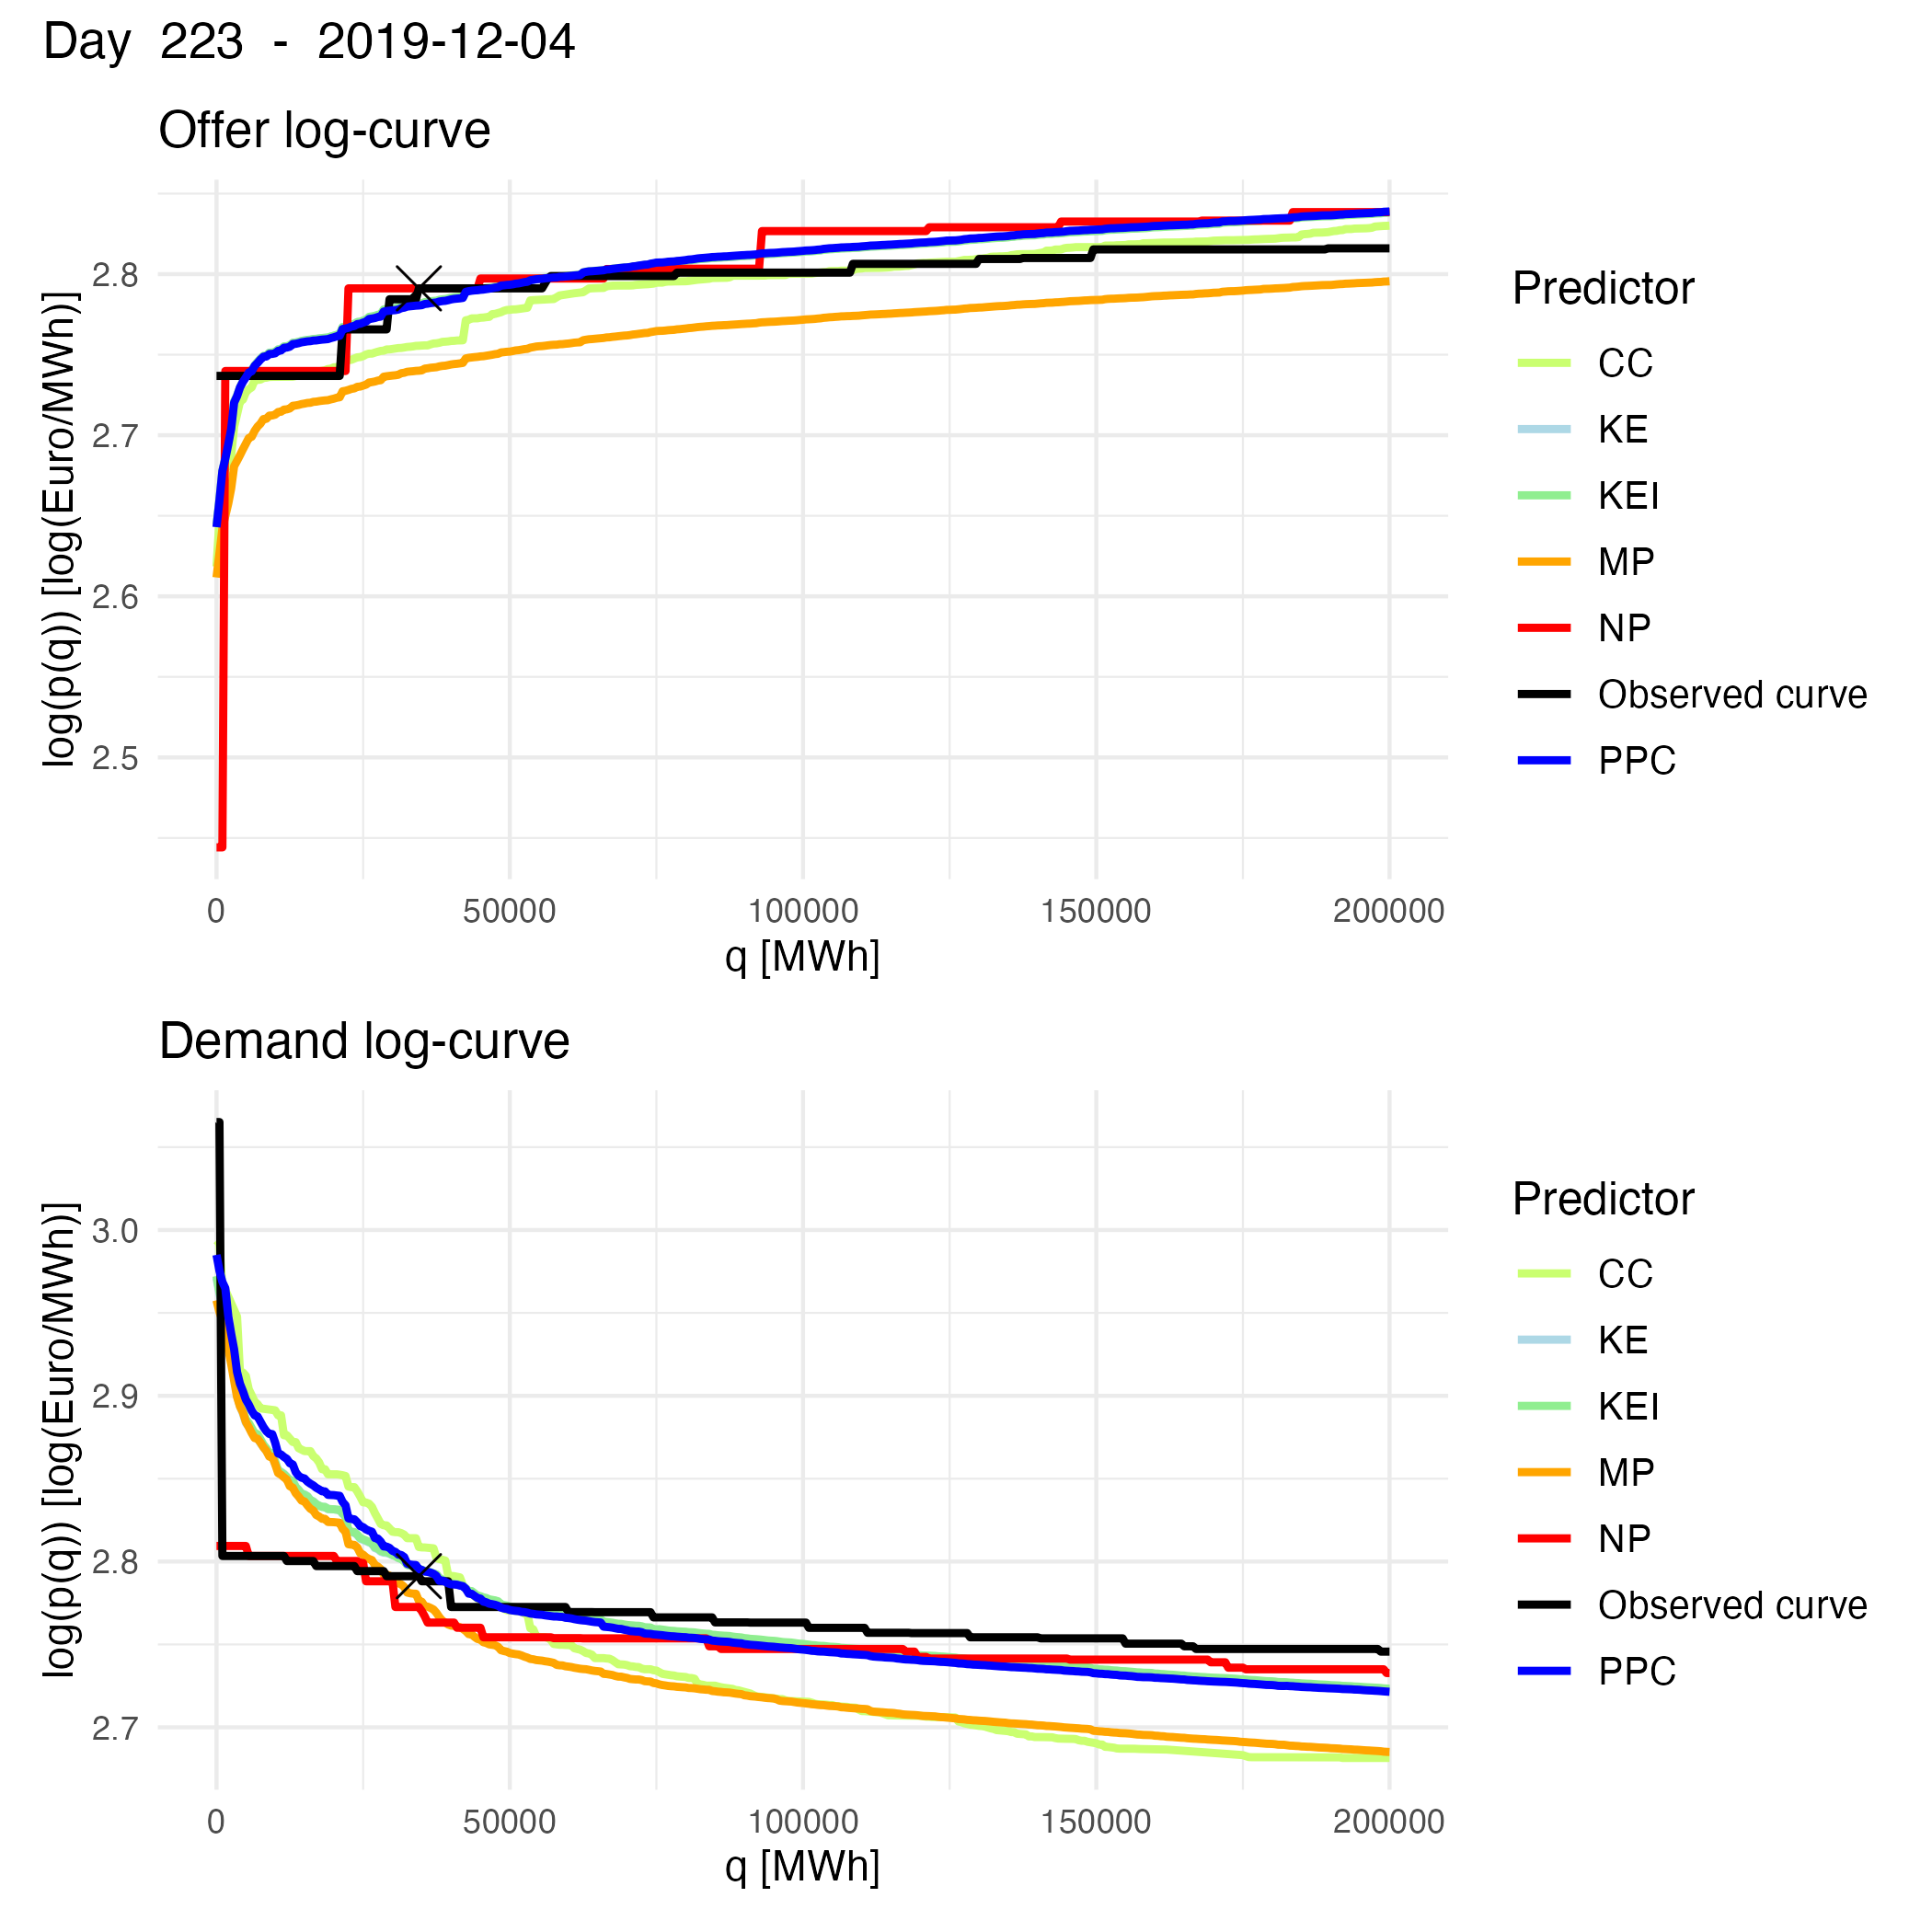 Day 223 - 2019-12-04
Offer log-curve
log(p(q)) [log(Euro/MWh)]
2.8
2.7
2.6
2.5
0 50000 100000 150000 200000
q [MWh]
Predictor
CC
KE
KEI
MP
NP
Observed curve
PPC
Demand log-curve
log(p(q)) [log(Euro/MWh)]
3.0
2.9
2.8
2.7
0 50000 100000 150000 200000
q [MWh]
Predictor
CC
KE
KEI
MP
NP
Observed curve
PPC